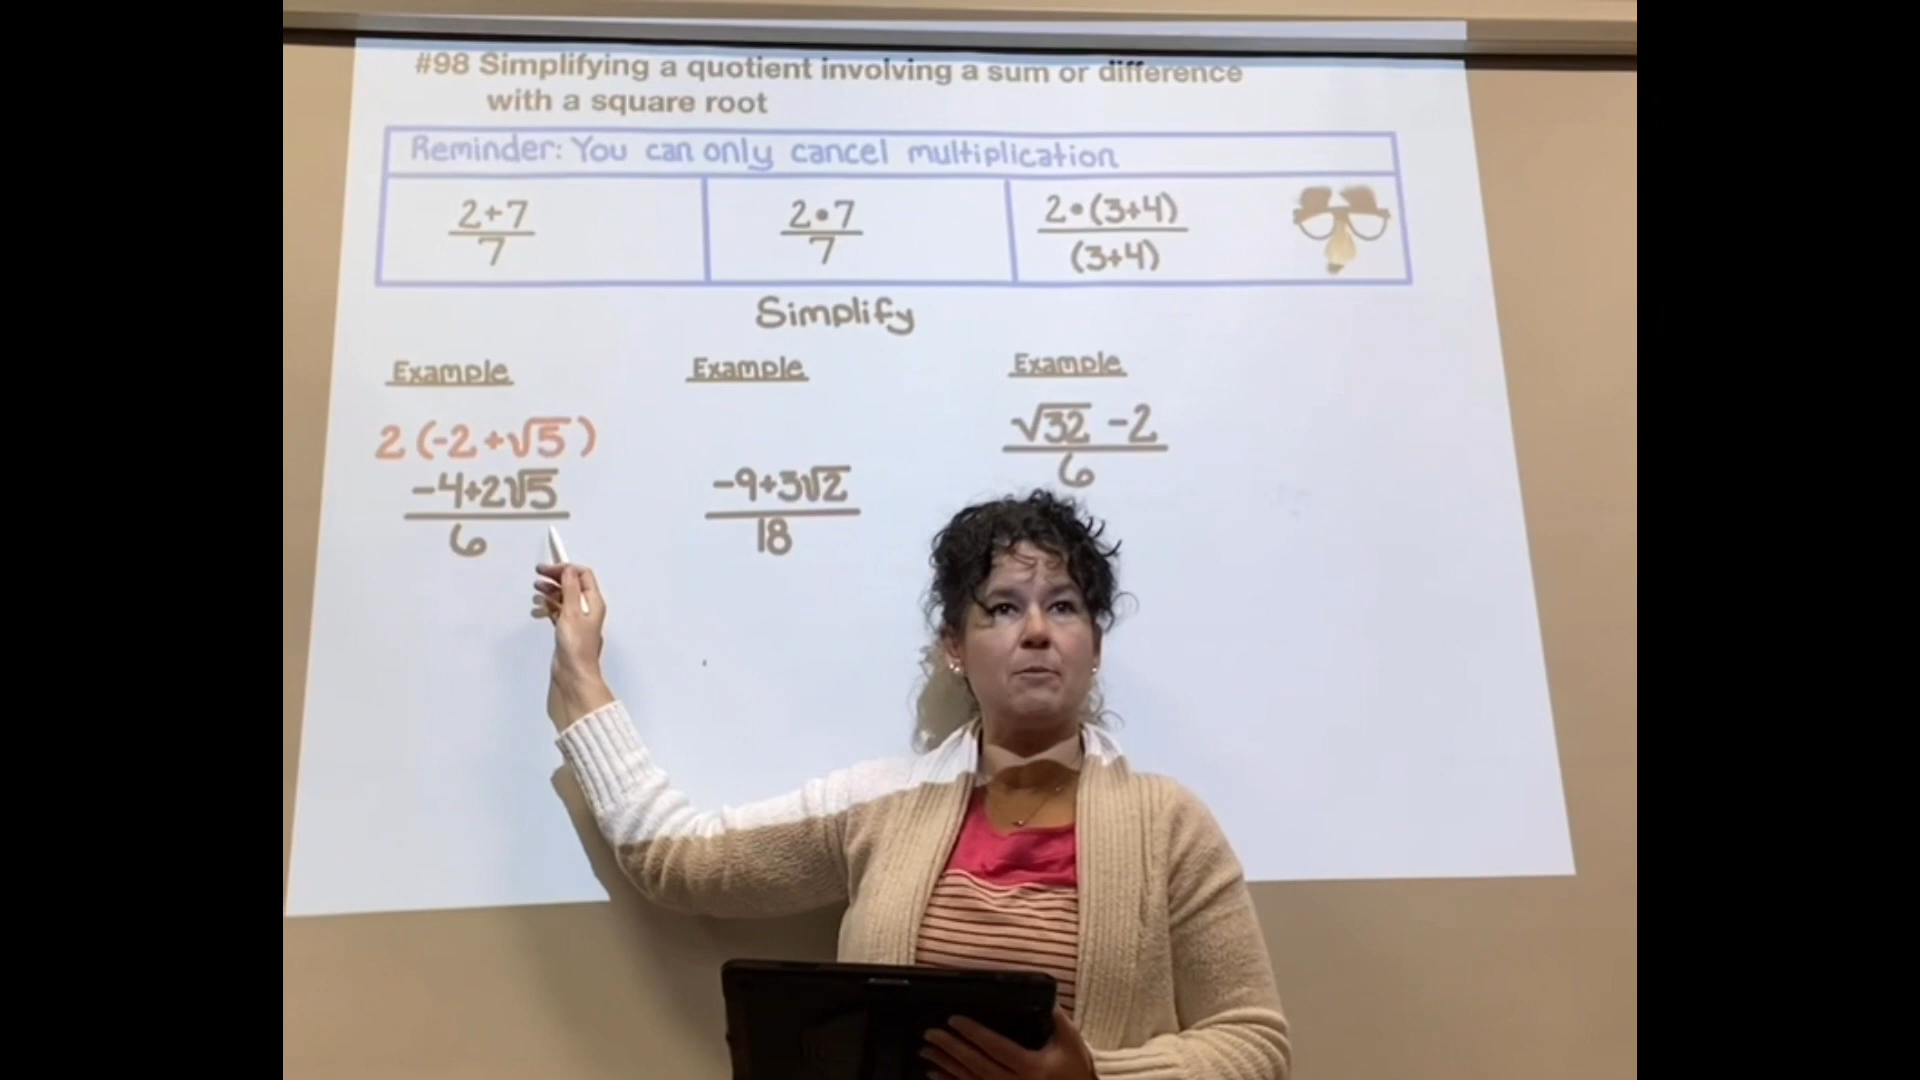 #98 Simplifying a quotient involving a sum or difference
with a square root
Reminder: You can only cancel multiplication
2+7
7
2•7
7
2•(3+4)
(3+4)
Simplify
Example
2(-2+√5)
-4+2√5
6
Example
-9+3√2
18
Example
√32 -2
6